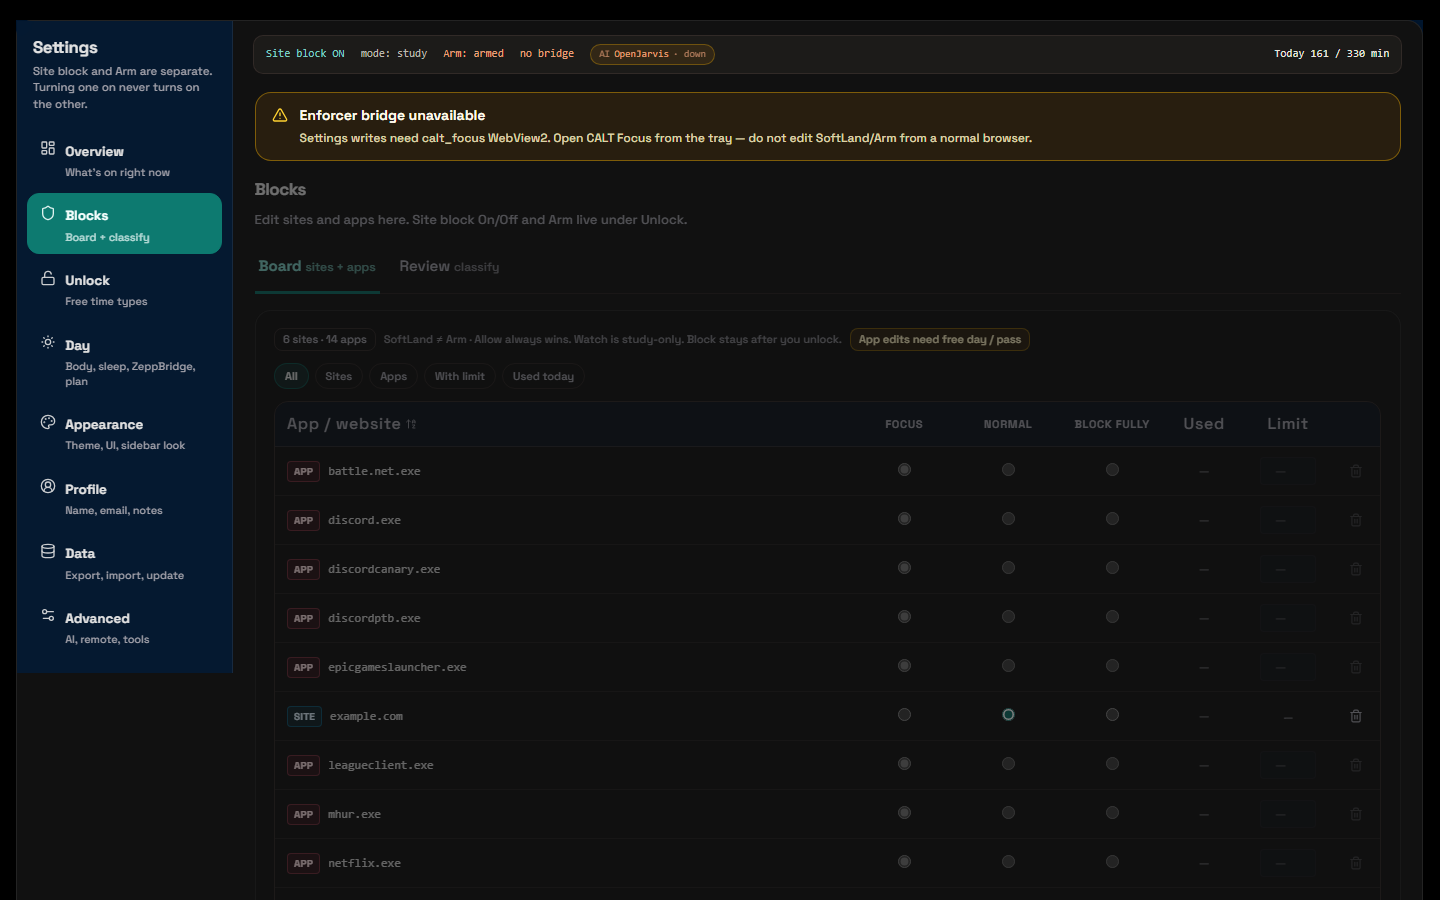 Settings
Site block and Arm are separate.
Turning one on never turns on
the other.
Overview
What's on right now
Blocks
Board + classify
Unlock
Free time types
Day
Body, sleep, ZeppBridge,
plan
Appearance
Theme, UI, sidebar look
Profile
Name, email, notes
Data
Export, import, update
Advanced
AI, remote, tools
Site block ON mode: study Arm: armed no bridge AI OpenJarvis · down Today 161 / 330 min
Enforcer bridge unavailable
Settings writes need calt_focus WebView2. Open CALT Focus from the tray — do not edit SoftLand/Arm from a normal browser.
Blocks
Edit sites and apps here. Site block On/Off and Arm live under Unlock.
Board sites + apps Review classify
6 sites · 14 apps SoftLand ≠ Arm · Allow always wins. Watch is study-only. Block stays after you unlock. App edits need free day / pass
All Sites Apps With limit Used today
App / website FOCUS NORMAL BLOCK FULLY Used Limit
APP battle.net.exe — —
APP discord.exe — —
APP discordcanary.exe — —
APP discordptb.exe — —
APP epicgameslauncher.exe — —
SITE example.com — —
APP leagueclient.exe — —
APP mhur.exe — —
APP netflix.exe — —